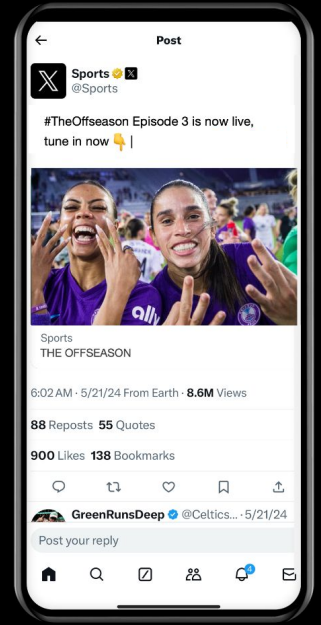 Post
Sports
@Sports
#TheOffseason Episode 3 is now live,
tune in now 👇 |
ally
Sports
THE OFFSEASON
6:02 AM · 5/21/24 From Earth · 8.6M Views
88 Reposts 55 Quotes
900 Likes 138 Bookmarks
GreenRunsDeep @Celtics... · 5/21/24
Post your reply
4